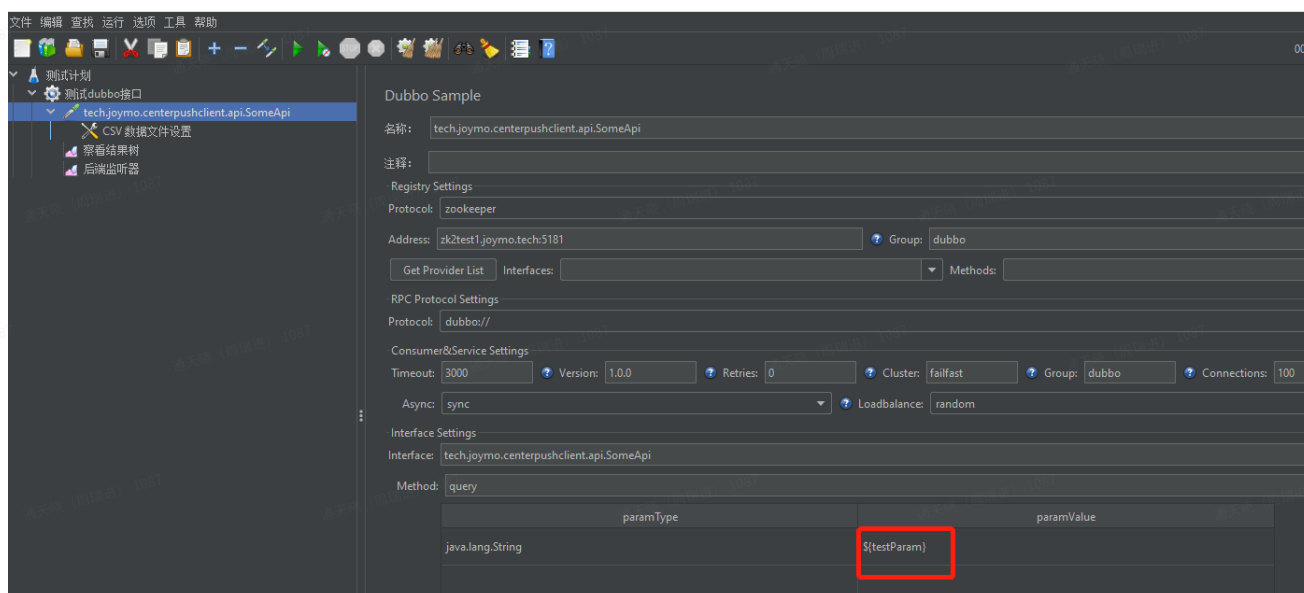 文件 编辑 查找 运行 选项 工具 帮助
00
测试计划
测试dubbo接口
tech.joymo.centerpushclient.api.SomeApi
CSV 数据文件设置
察看结果树
后端监听器
Dubbo Sample
名称: tech.joymo.centerpushclient.api.SomeApi
注释:
Registry Settings
Protocol: zookeeper
Address: zk2test1.joymo.tech:5181 Group: dubbo
Get Provider List Interfaces: Methods:
RPC Protocol Settings
Protocol: dubbo://
Consumer&Service Settings
Timeout: 3000 Version: 1.0.0 Retries: 0 Cluster: failfast Group: dubbo Connections: 100
Async: sync Loadbalance: random
Interface Settings
Interface: tech.joymo.centerpushclient.api.SomeApi
Method: query
paramType paramValue
java.lang.String ${testParam}